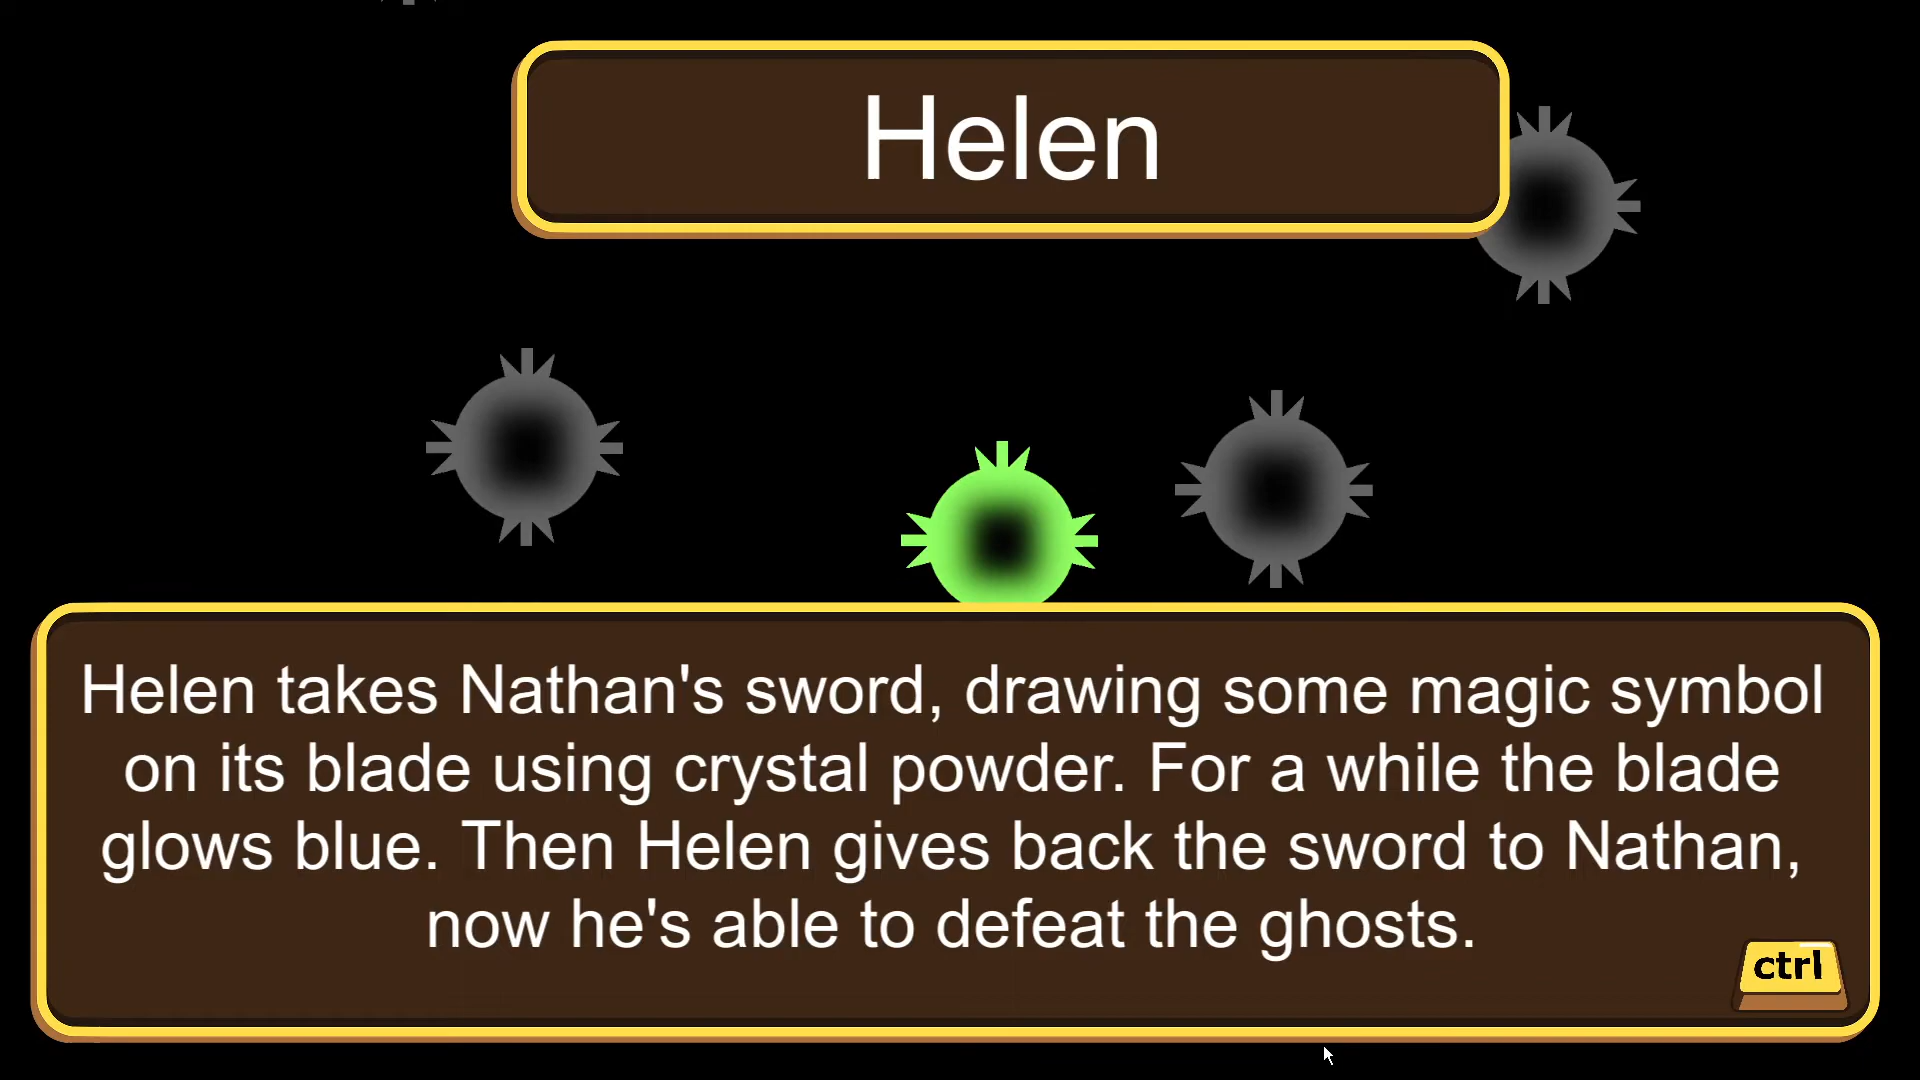 Helen
Helen takes Nathan's sword, drawing some magic symbol
on its blade using crystal powder. For a while the blade
glows blue. Then Helen gives back the sword to Nathan,
now he's able to defeat the ghosts.
ctrl